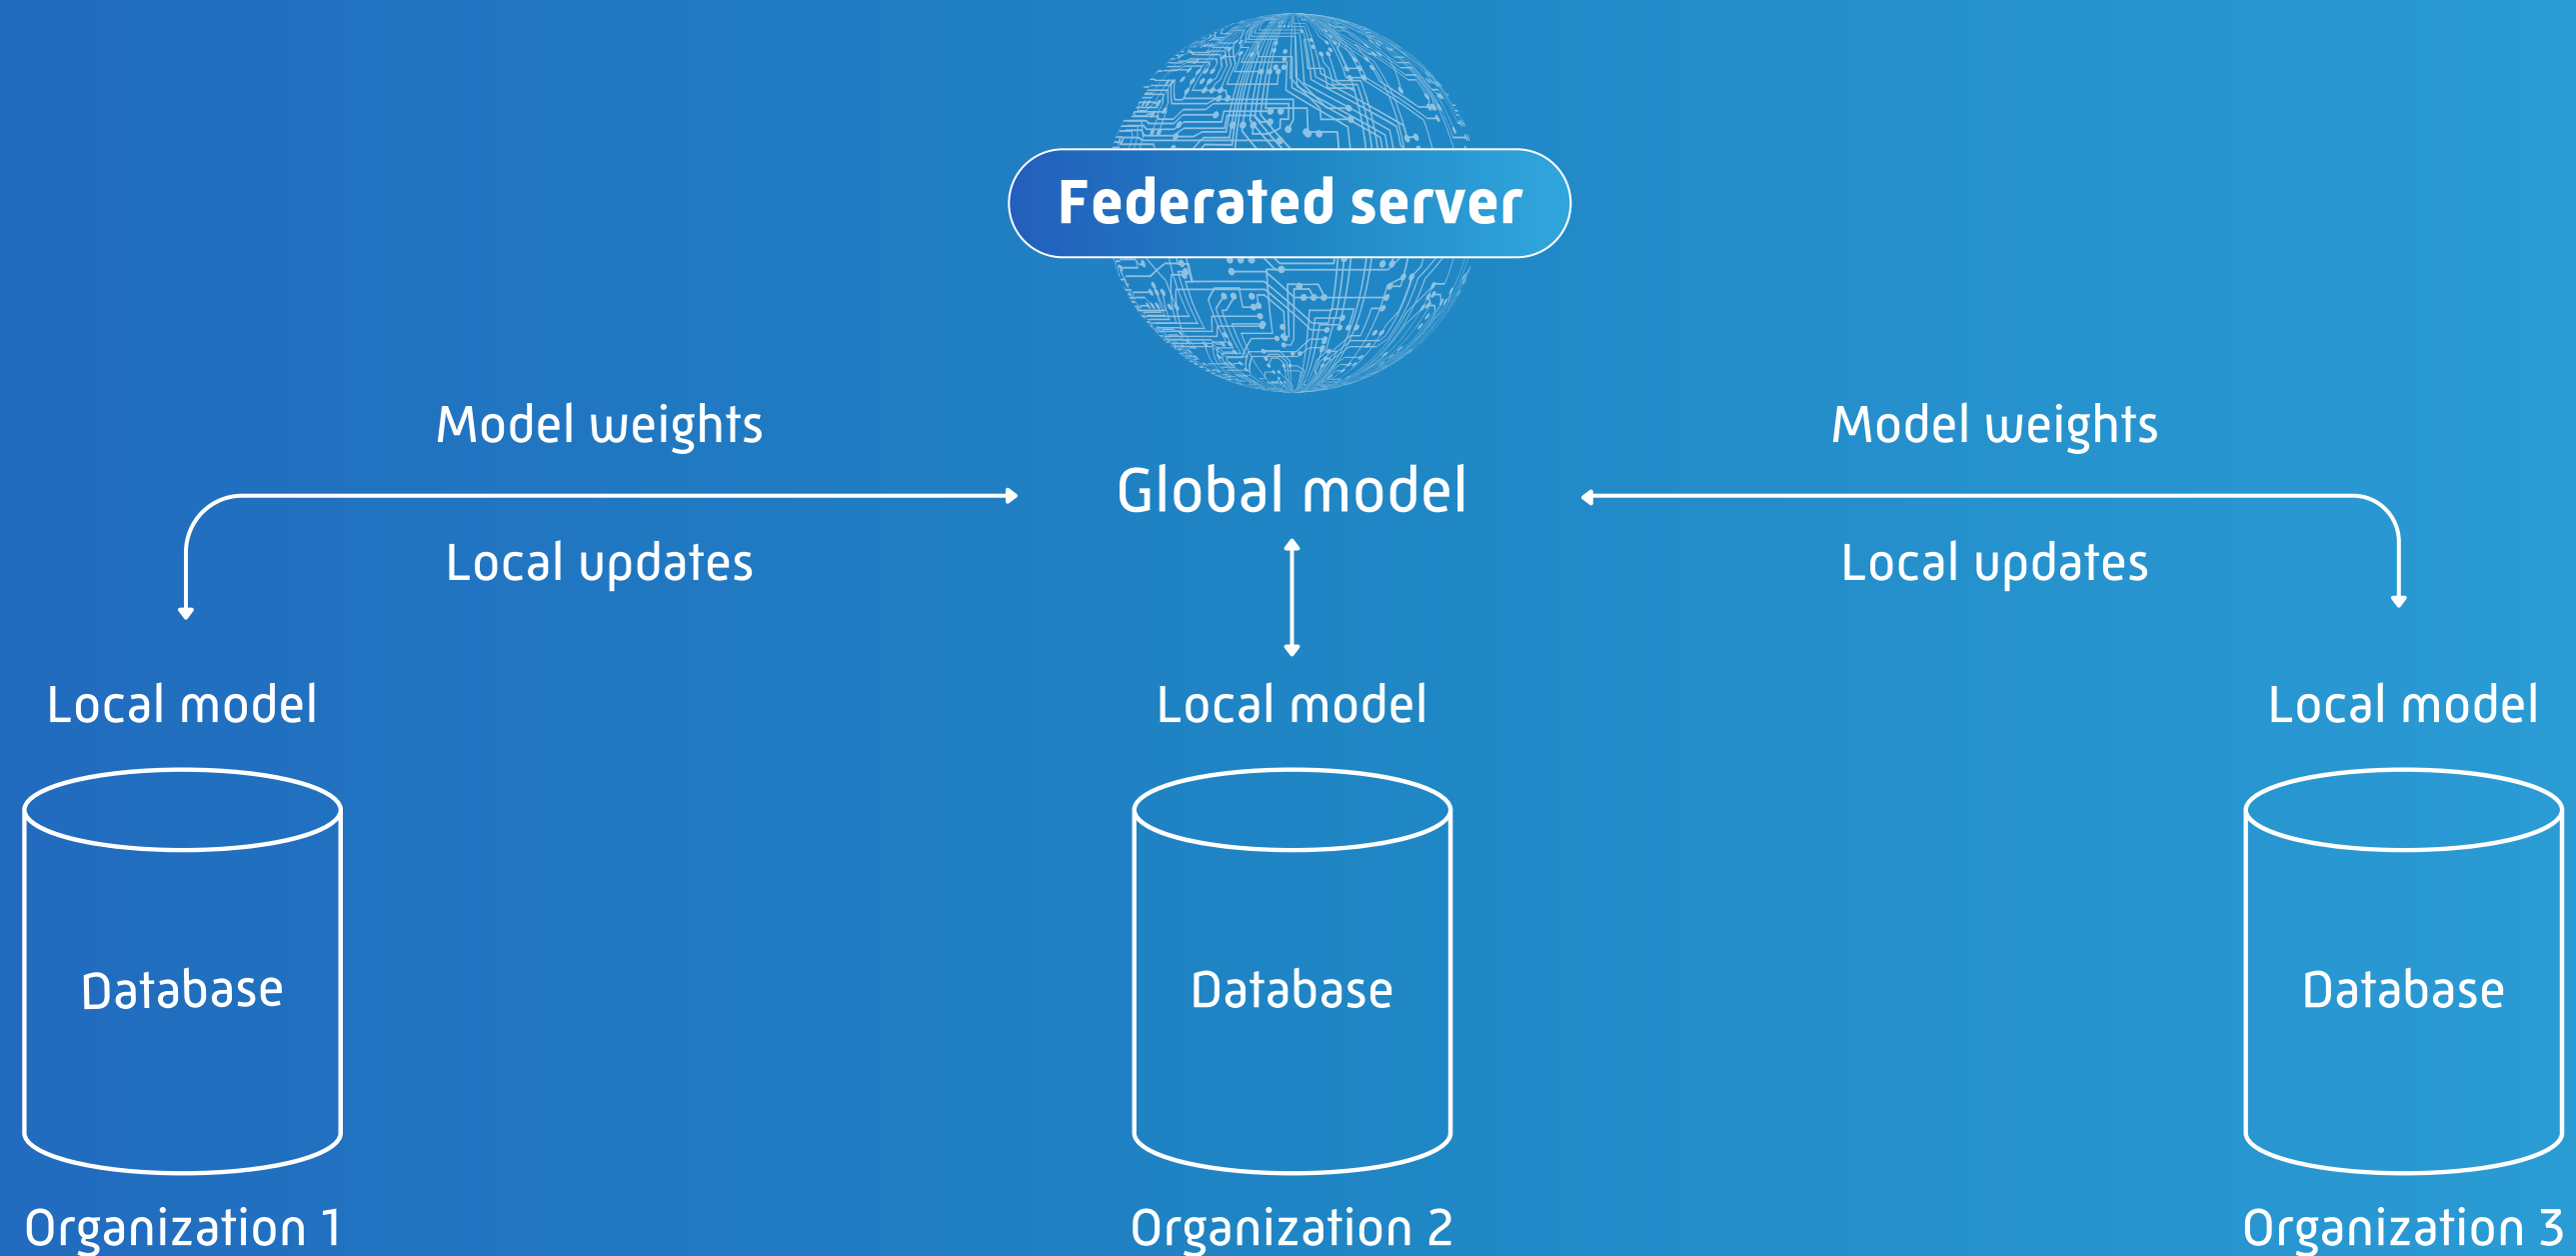 Federated server
Model weights
Global model
Model weights
Local updates
Local updates
Local model
Local model
Local model
Database
Database
Database
Organization 1
Organization 2
Organization 3